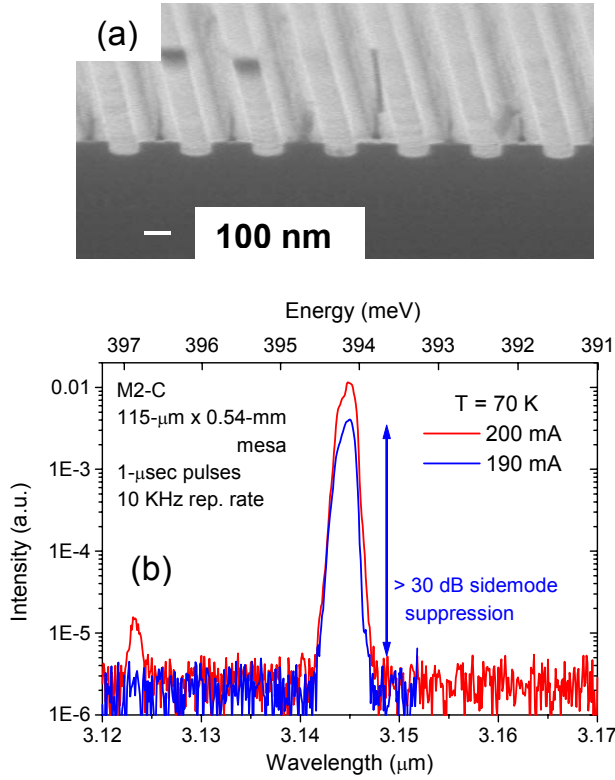 (a)
100 nm
Energy (meV)
397 396 395 394 393 392 391
0.01
1E-3
1E-4
1E-5
1E-6
Intensity (a.u.)
M2-C
115-μm x 0.54-mm
mesa
1-μsec pulses
10 KHz rep. rate
T = 70 K
200 mA
190 mA
(b)
> 30 dB sidemode
suppression
3.12 3.13 3.14 3.15 3.16 3.17
Wavelength (μm)